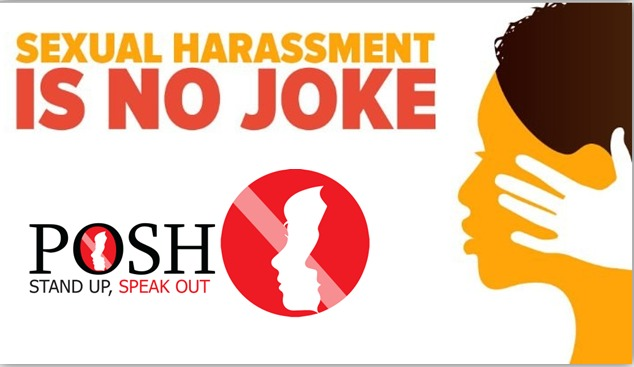 SEXUAL HARASSMENT
IS NO JOKE
POSH
STAND UP, SPEAK OUT